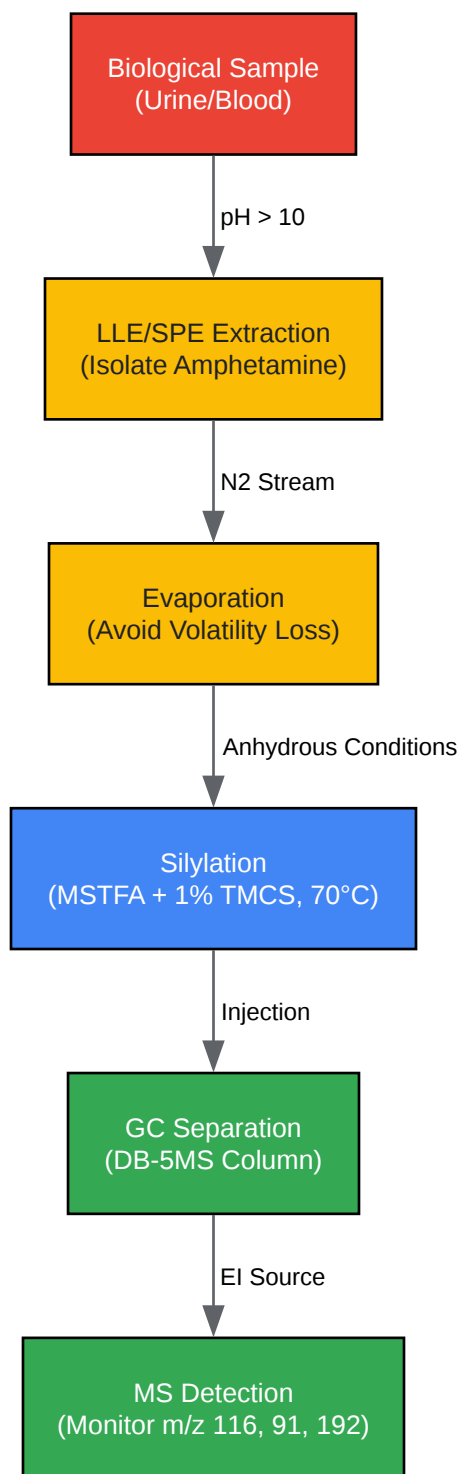 Biological Sample
(Urine/Blood)
pH > 10
LLE/SPE Extraction
(Isolate Amphetamine)
N2 Stream
Evaporation
(Avoid Volatility Loss)
Anhydrous Conditions
Silylation
(MSTFA + 1% TMCS, 70°C)
Injection
GC Separation
(DB-5MS Column)
EI Source
MS Detection
(Monitor m/z 116, 91, 192)